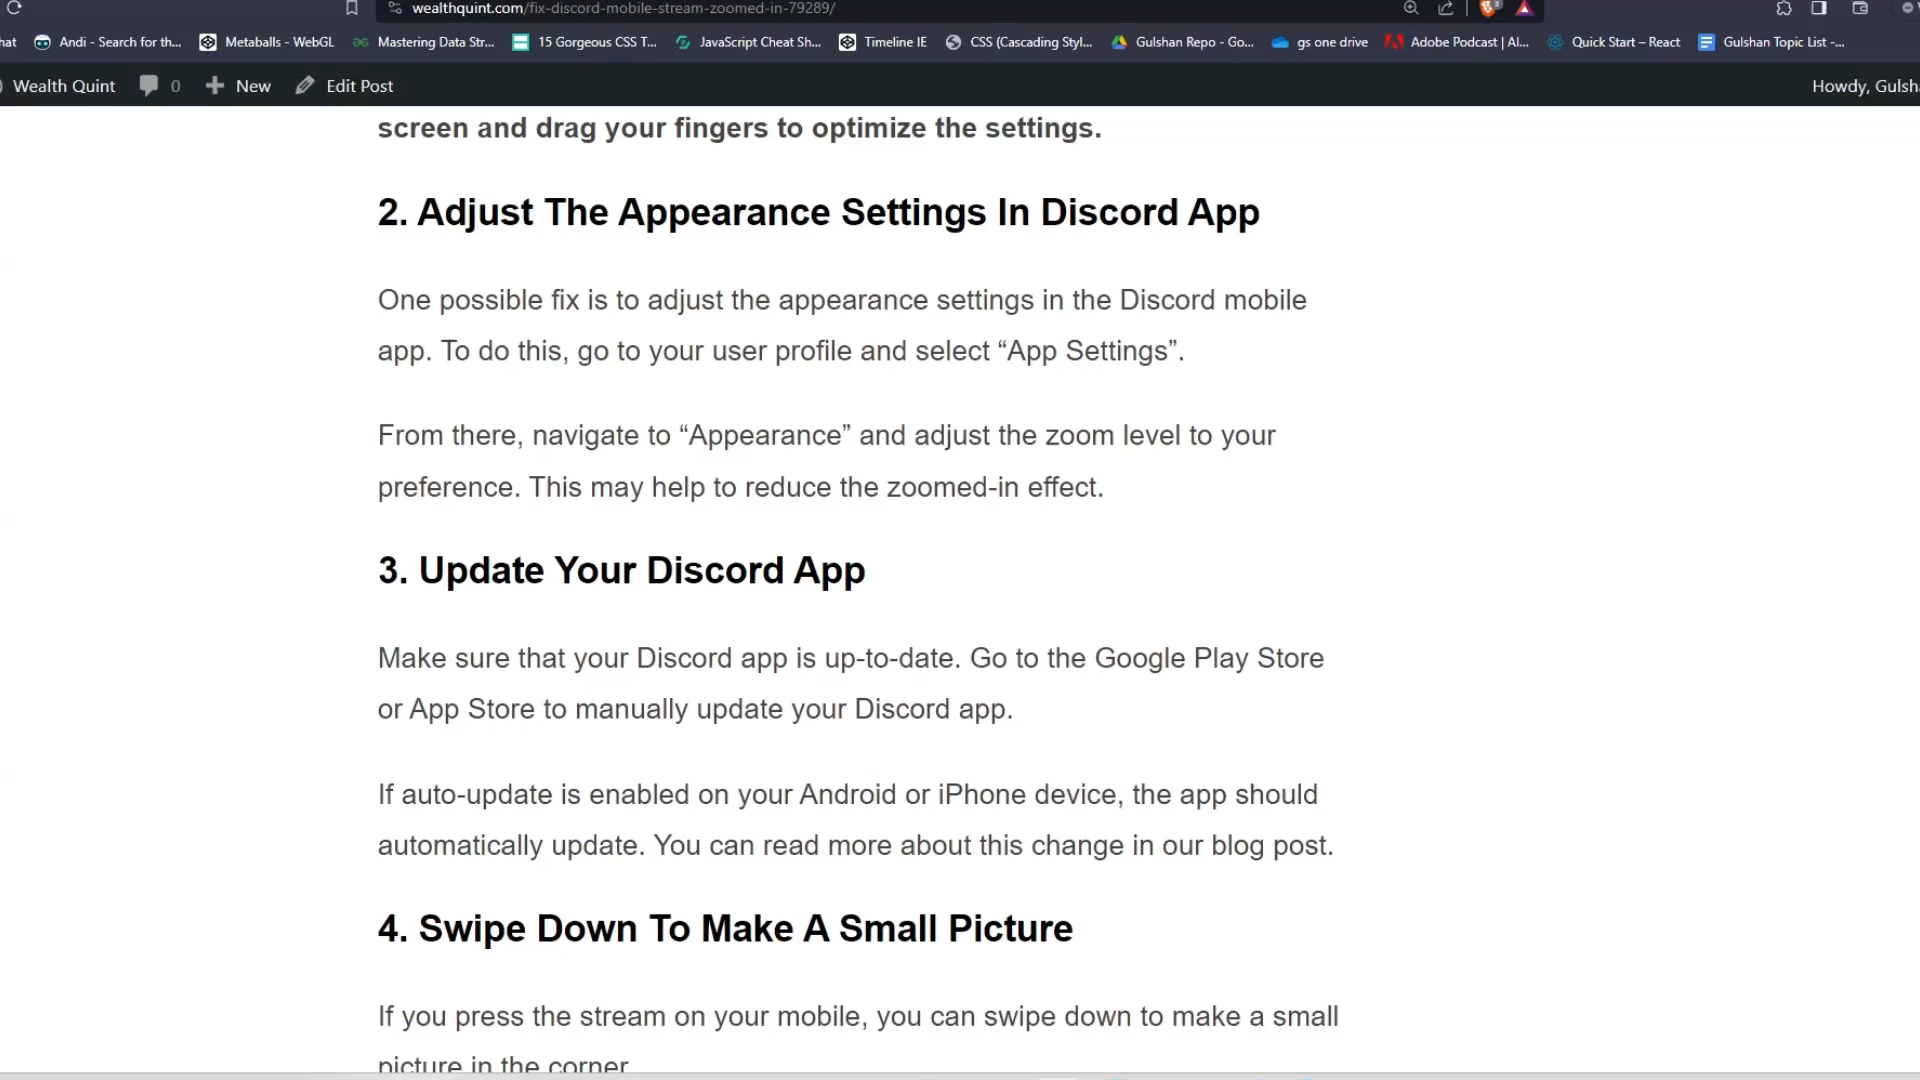 wealthquint.com/fix-discord-mobile-stream-zoomed-in-79289/
hat Andi - Search for th... Metaballs - WebGL Mastering Data Str... 15 Gorgeous CSS T... JavaScript Cheat Sh... Timeline IE CSS (Cascading Styl... Gulshan Repo - Go... gs one drive Adobe Podcast | AI... Quick Start – React Gulshan Topic List -...
Wealth Quint 0 New Edit Post Howdy, Gulsha
screen and drag your fingers to optimize the settings.
2. Adjust The Appearance Settings In Discord App
One possible fix is to adjust the appearance settings in the Discord mobile
app. To do this, go to your user profile and select “App Settings”.
From there, navigate to “Appearance” and adjust the zoom level to your
preference. This may help to reduce the zoomed-in effect.
3. Update Your Discord App
Make sure that your Discord app is up-to-date. Go to the Google Play Store
or App Store to manually update your Discord app.
If auto-update is enabled on your Android or iPhone device, the app should
automatically update. You can read more about this change in our blog post.
4. Swipe Down To Make A Small Picture
If you press the stream on your mobile, you can swipe down to make a small
picture in the corner